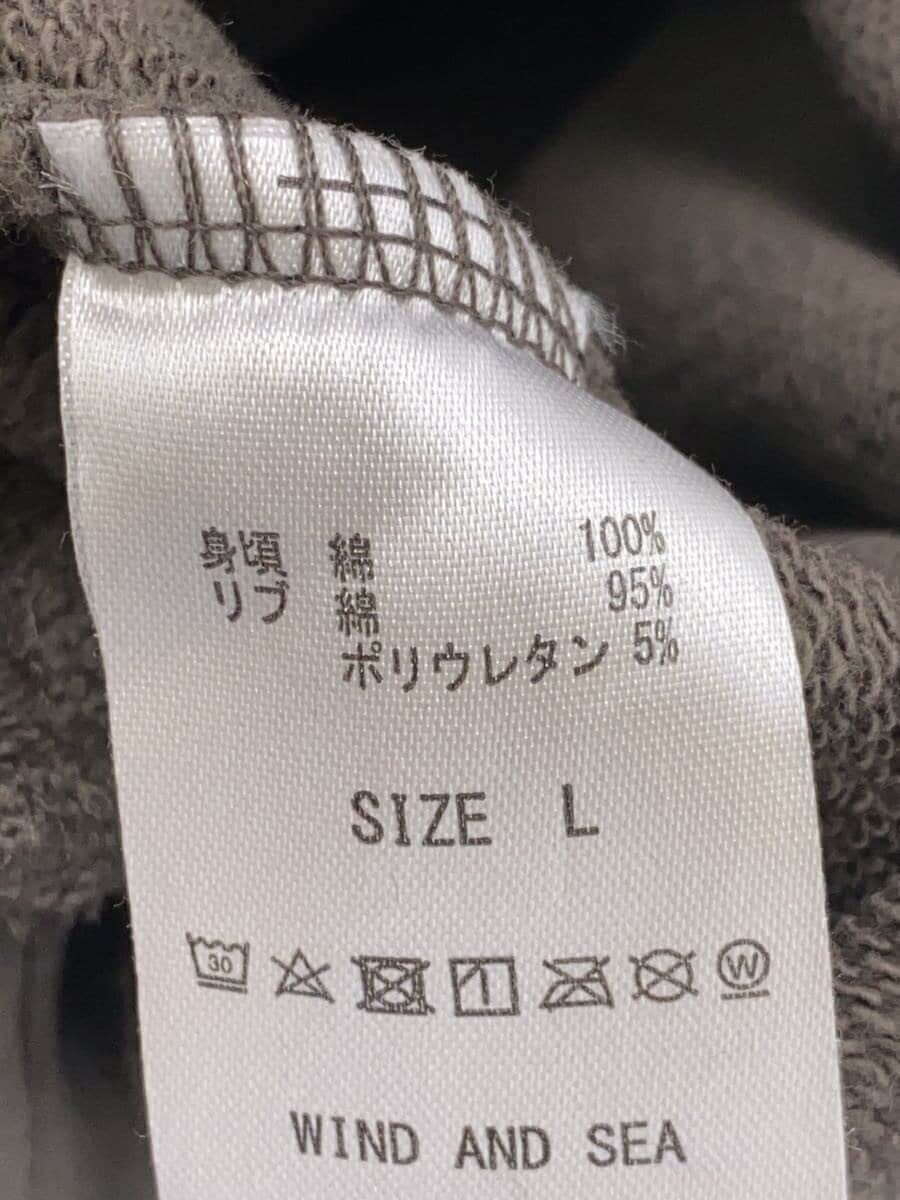 身頃 綿 100%
リブ 綿 95%
ポリウレタン 5%
SIZE L
30
W
WIND AND SEA